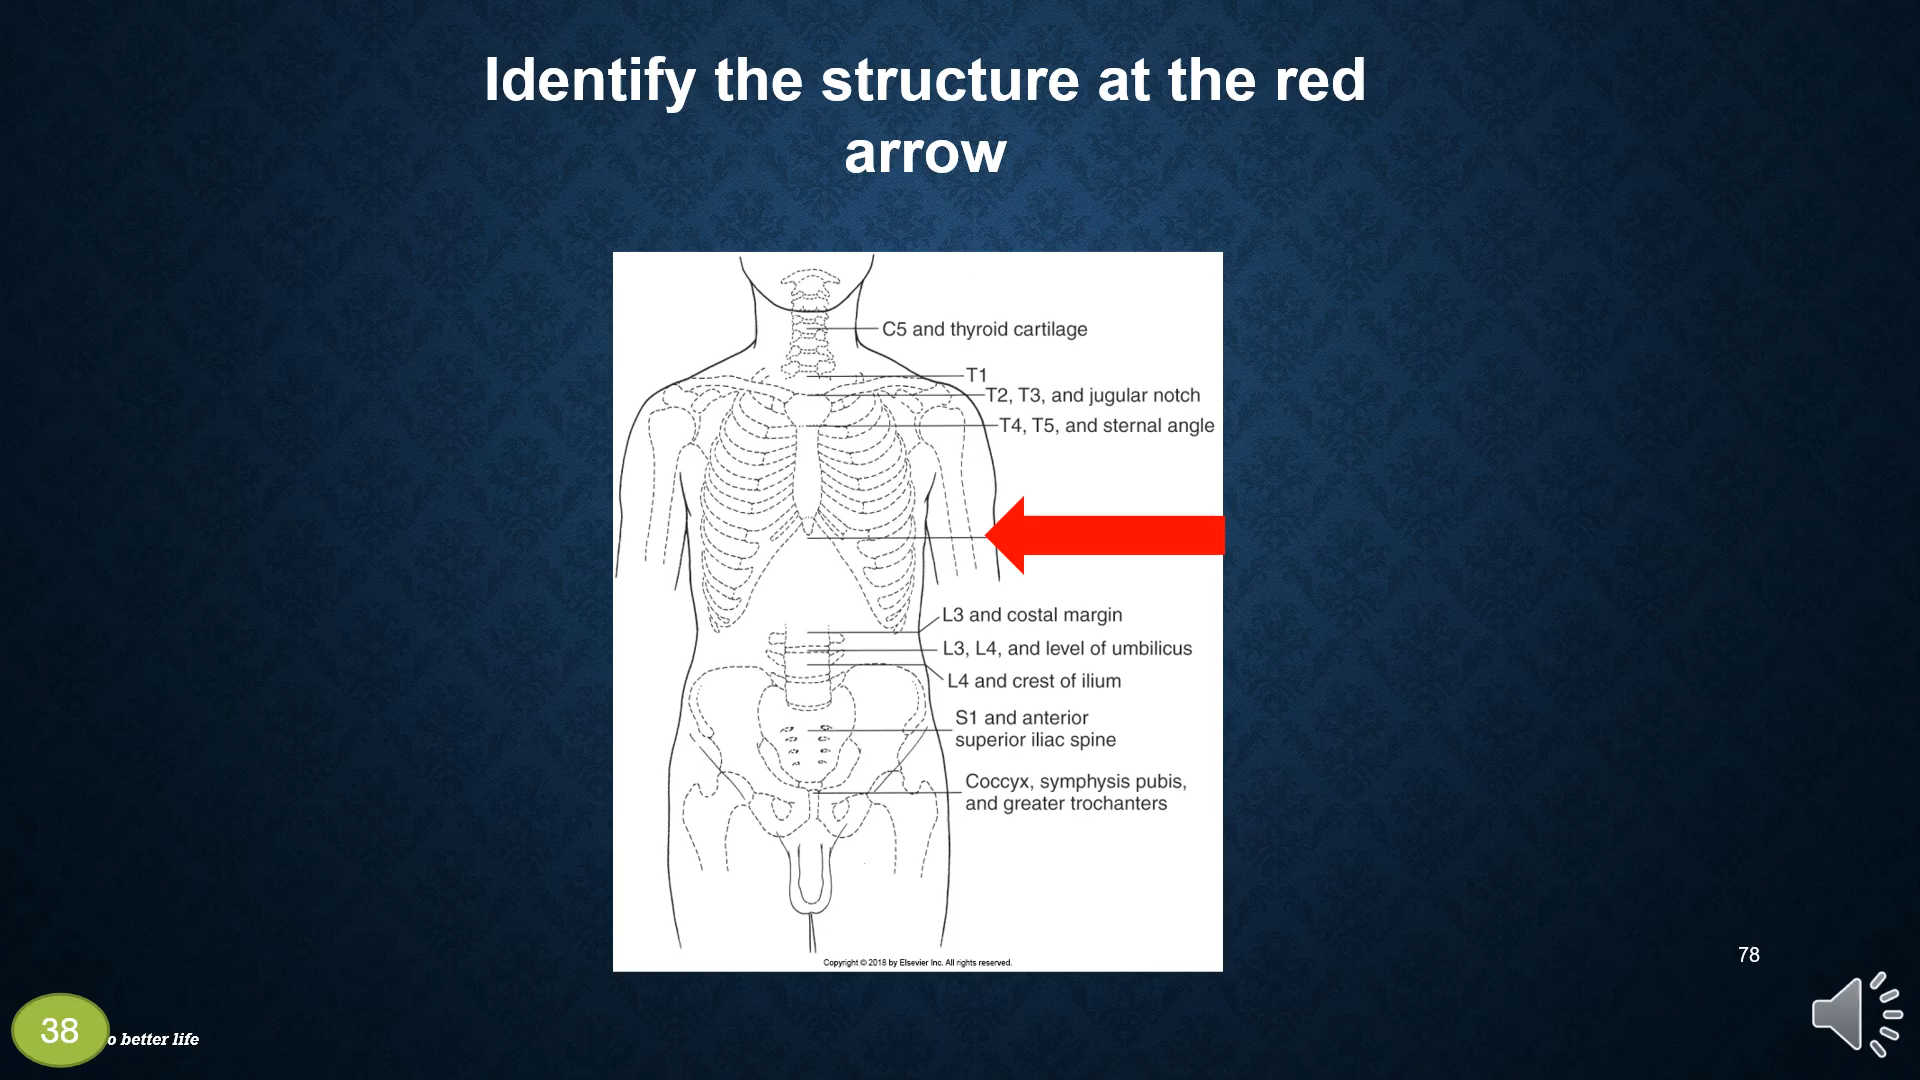 Identify the structure at the red
arrow
C5 and thyroid cartilage
T1
T2, T3, and jugular notch
T4, T5, and sternal angle
L3 and costal margin
L3, L4, and level of umbilicus
L4 and crest of ilium
S1 and anterior
superior iliac spine
Coccyx, symphysis pubis,
and greater trochanters
Copyright © 2018 by Elsevier Inc. All rights reserved.
78
38
o better life